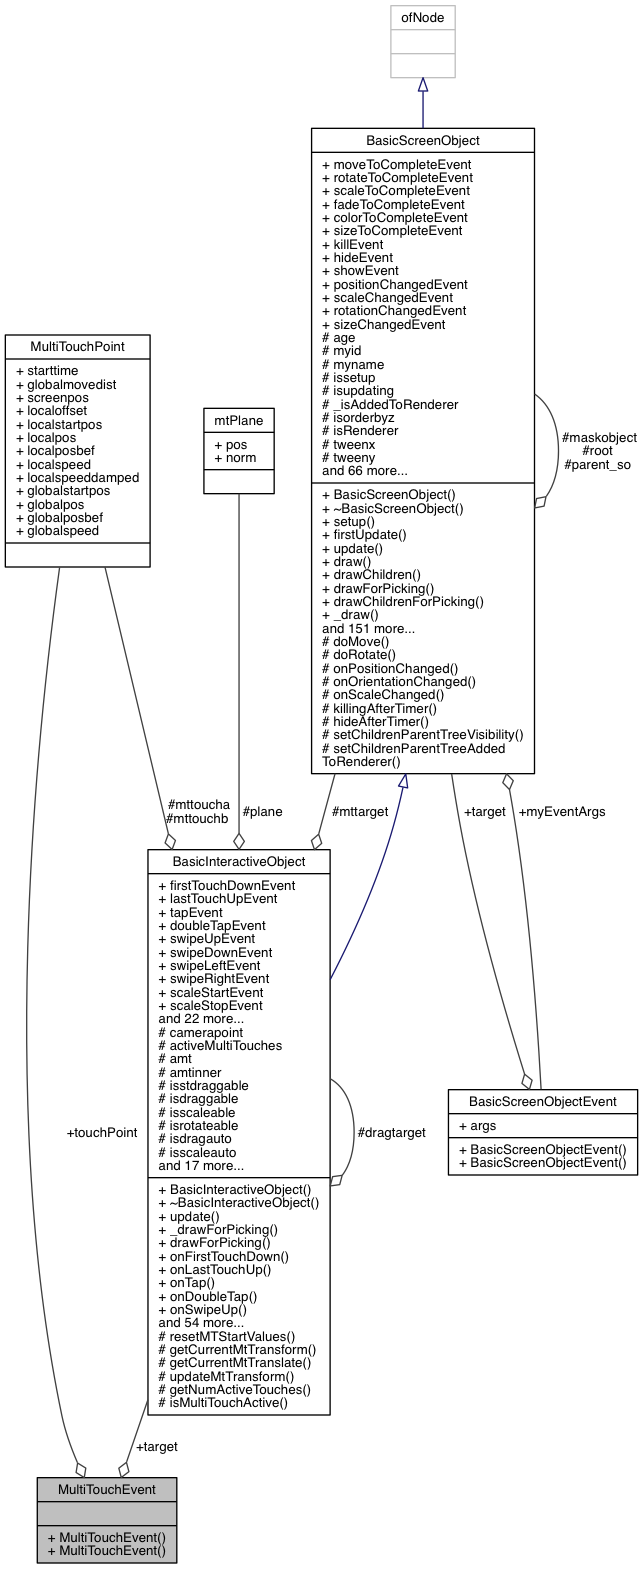 ofNode
BasicScreenObject
+ moveToCompleteEvent
+ rotateToCompleteEvent
+ scaleToCompleteEvent
+ fadeToCompleteEvent
+ colorToCompleteEvent
+ sizeToCompleteEvent
+ killEvent
+ hideEvent
+ showEvent
+ positionChangedEvent
+ scaleChangedEvent
+ rotationChangedEvent
+ sizeChangedEvent
# age
# myid
# myname
# issetup
# isupdating
# _isAddedToRenderer
# isorderbyz
# isRenderer
# tweenx
# tweeny
and 66 more...
+ BasicScreenObject()
+ ~BasicScreenObject()
+ setup()
+ firstUpdate()
+ update()
+ draw()
+ drawChildren()
+ drawForPicking()
+ drawChildrenForPicking()
+ _draw()
and 151 more...
# doMove()
# doRotate()
# onPositionChanged()
# onOrientationChanged()
# onScaleChanged()
# killingAfterTimer()
# hideAfterTimer()
# setChildrenParentTreeVisibility()
# setChildrenParentTreeAdded
ToRenderer()
#maskobject
#root
#parent_so
MultiTouchPoint
+ starttime
+ globalmovedist
+ screenpos
+ localoffset
+ localstartpos
+ localpos
+ localposbef
+ localspeed
+ localspeeddamped
+ globalstartpos
+ globalpos
+ globalposbef
+ globalspeed
mtPlane
+ pos
+ norm
#mttoucha
#mttouchb
#plane
#mttarget
+target
+myEventArgs
BasicInteractiveObject
+ firstTouchDownEvent
+ lastTouchUpEvent
+ tapEvent
+ doubleTapEvent
+ swipeUpEvent
+ swipeDownEvent
+ swipeLeftEvent
+ swipeRightEvent
+ scaleStartEvent
+ scaleStopEvent
and 22 more...
# camerapoint
# activeMultiTouches
# amt
# amtinner
# isstdraggable
# isdraggable
# isscaleable
# isrotateable
# isdragauto
# isscaleauto
and 17 more...
+ BasicInteractiveObject()
+ ~BasicInteractiveObject()
+ update()
+ _drawForPicking()
+ drawForPicking()
+ onFirstTouchDown()
+ onLastTouchUp()
+ onTap()
+ onDoubleTap()
+ onSwipeUp()
and 54 more...
# resetMTStartValues()
# getCurrentMtTransform()
# getCurrentMtTranslate()
# updateMtTransform()
# getNumActiveTouches()
# isMultiTouchActive()
#dragtarget
BasicScreenObjectEvent
+ args
+ BasicScreenObjectEvent()
+ BasicScreenObjectEvent()
+touchPoint
+target
MultiTouchEvent
+ MultiTouchEvent()
+ MultiTouchEvent()